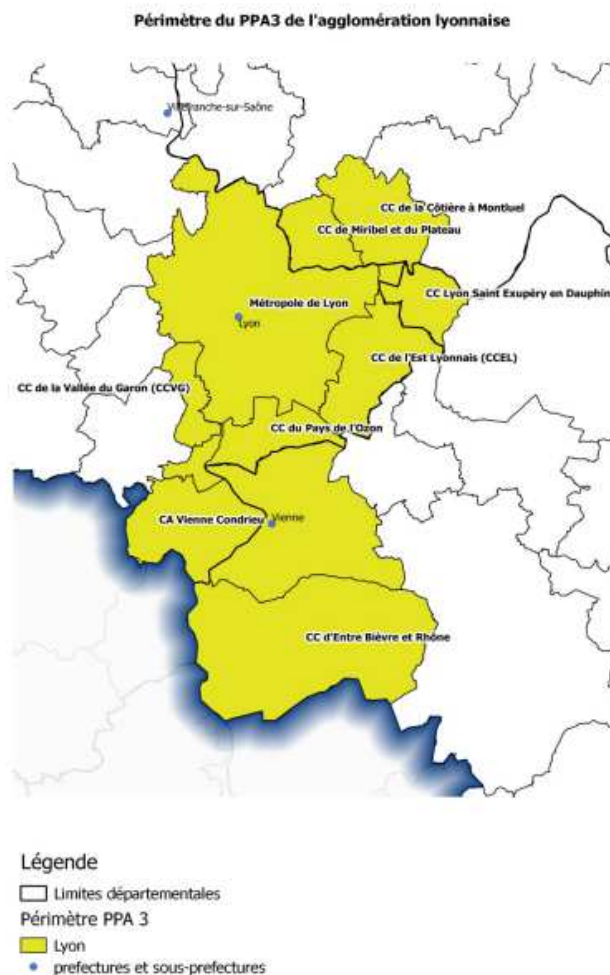 Périmètre du PPA3 de l'agglomération lyonnaise
Villefranche-sur-Saône
CC de la Côtière à Montluel
CC de Miribel et du Plateau
CC Lyon Saint Exupéry en Dauphin
Métropole de Lyon
Lyon
CC de l'Est Lyonnais (CCEL)
CC de la Vallée du Garon (CCVG)
CC du Pays de l'Ozon
CA Vienne Condrieu
Vienne
CC d'Entre Bièvre et Rhône
Légende
Limites départementales
Périmètre PPA 3
Lyon
prefectures et sous-prefectures